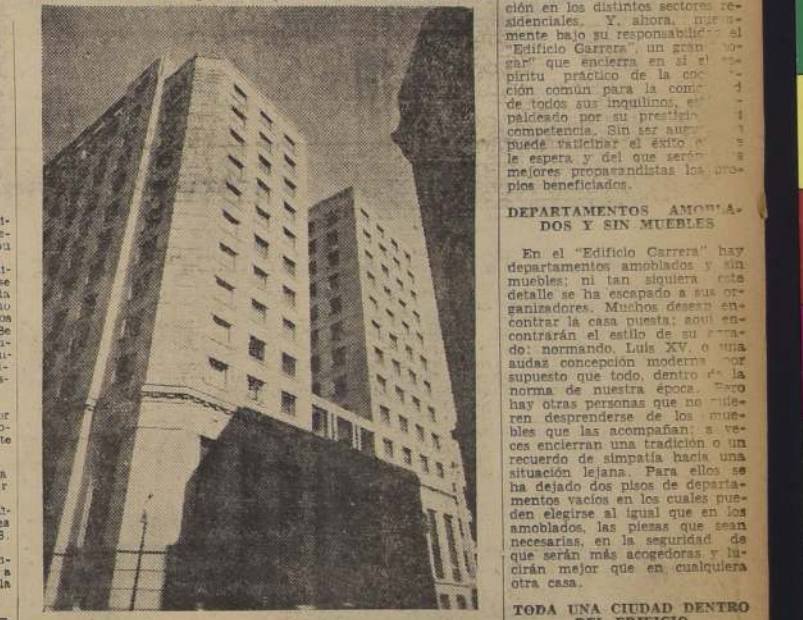 ción en los distintos sectores re-
sidenciales. Y, ahora,
mente bajo su responsabilidad el
"Edificio Carrera", un gran
gar" que encierra en si el
píritu práctico de la
ción común para la
de todos sus inquilinos,
paldeado por su prestigio
competencia. Sin ser
puede vaticinar el éxito
le espera y del que serán
mejores propagandistas los pro-
pios beneficiados.
DEPARTAMENTOS AMOBLA-
DOS Y SIN MUEBLES
En el "Edificio Carrera" hay
departamentos amoblados y sin
muebles; ni tan siquiera este
detalle se ha escapado a sus or-
ganizadores. Muchos desean en-
contrar la casa puesta; aquí en-
contrarán el estilo de su
do: normando, Luis XV, o una
audaz concepción moderna por
supuesto que todo, dentro de la
norma de nuestra época. Pero
hay otras personas que no quie-
ren desprenderse de los mue-
bles que las acompañan; a ve-
ces encierran una tradición o un
recuerdo de simpatía hacia una
situación lejana. Para ellos se
ha dejado dos pisos de departa-
mentos vacíos en los cuales pue-
den elegirse al igual que en los
amoblados, las piezas que sean
necesarias, en la seguridad de
que serán más acogedoras y lu-
cirán mejor que en cualquiera
otra casa.
TODA UNA CIUDAD DENTRO
DEL EDIFICIO